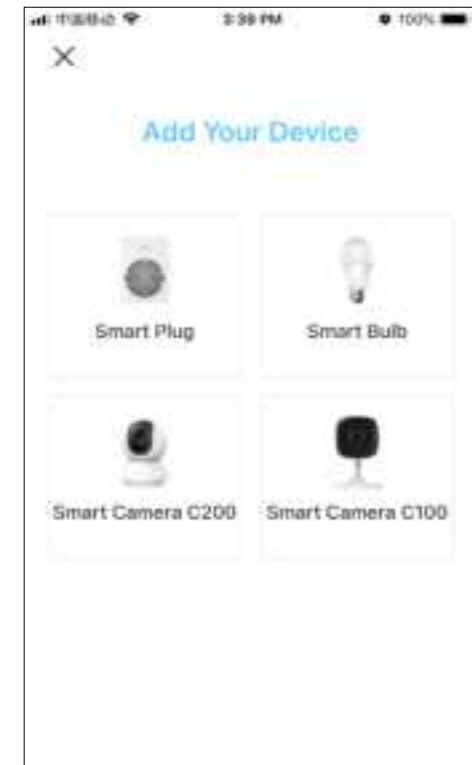 3:39 PM
100%
Add Your Device
Smart Plug
Smart Bulb
Smart Camera C200
Smart Camera C100